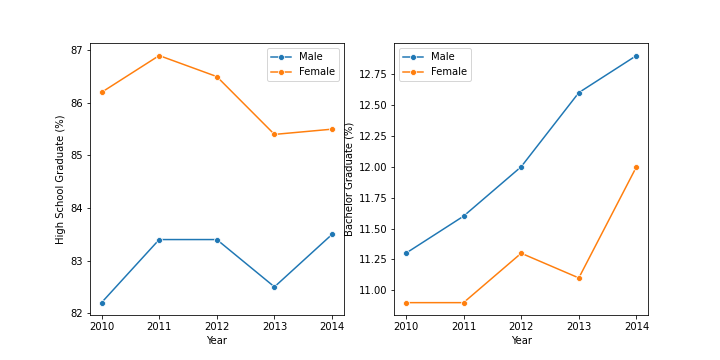 Male
Female
87
86
85
84
83
82
High School Graduate (%)
2010 2011 2012 2013 2014
Year
Male
Female
12.75
12.50
12.25
12.00
11.75
11.50
11.25
11.00
Bachelor Graduate (%)
2010 2011 2012 2013 2014
Year